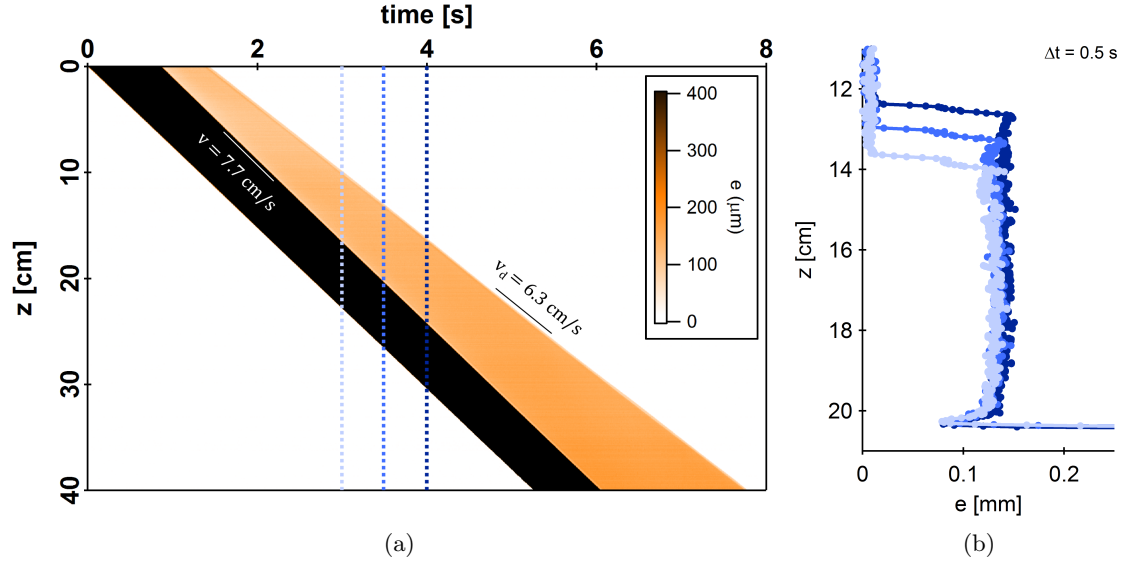 time [s]
0 2 4 6 8
0
10
20
30
40
z [cm]
v = 7.7 cm/s
v_d = 6.3 cm/s
400
300
200
100
0
e (μm)
(a)
Δt = 0.5 s
12
14
16
18
20
z [cm]
0 0.1 0.2
e [mm]
(b)